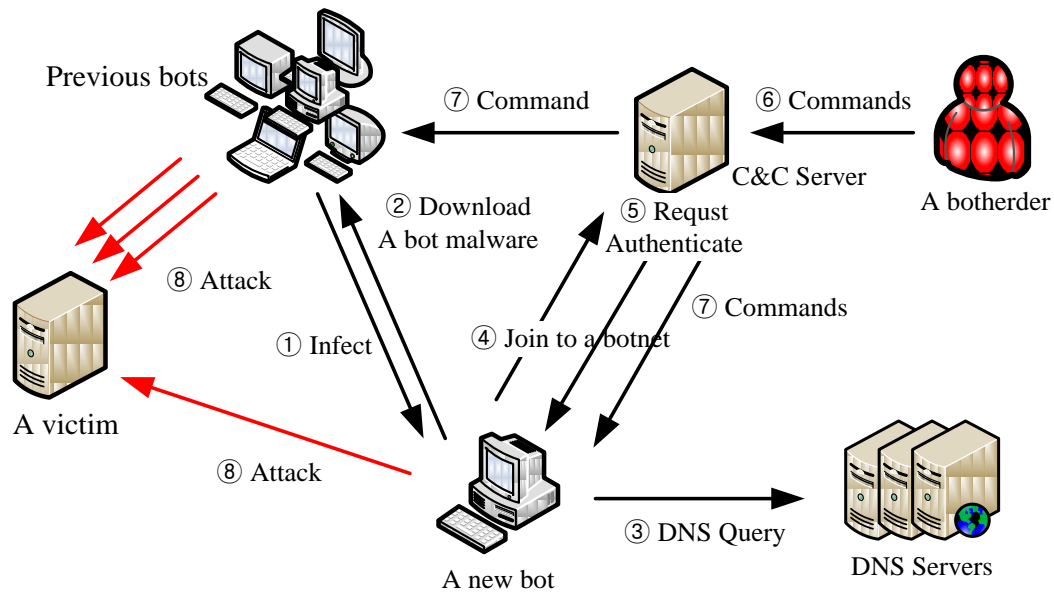 Previous bots
⑦ Command
⑥ Commands
C&C Server
A botherder
② Download
A bot malware
⑤ Requst
Authenticate
⑧ Attack
① Infect
④ Join to a botnet
⑦ Commands
A victim
⑧ Attack
③ DNS Query
A new bot
DNS Servers